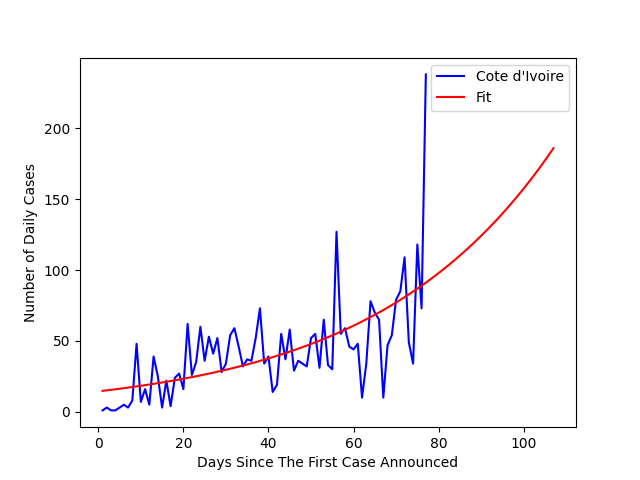 Cote d'Ivoire
Fit
Number of Daily Cases
200
150
100
50
0
0 20 40 60 80 100
Days Since The First Case Announced